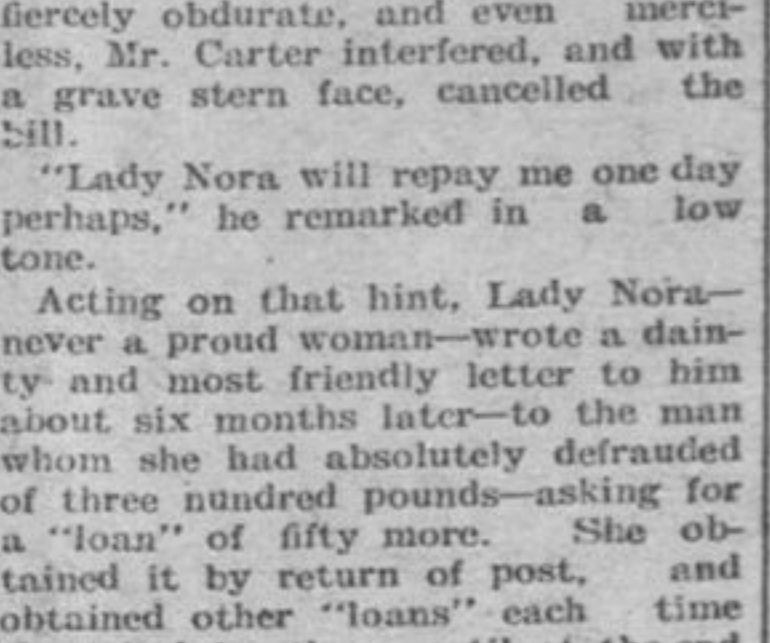 fiercely obdurate, and even merci-
less, Mr. Carter interfered, and with
a grave stern face, cancelled the
bill.
"Lady Nora will repay me one day
perhaps," he remarked in a low
tone.
Acting on that hint, Lady Nora—
never a proud woman—wrote a dain-
ty and most friendly letter to him
about six months later—to the man
whom she had absolutely defrauded
of three nundred pounds—asking for
a "loan" of fifty more. She ob-
tained it by return of post, and
obtained other "loans" each time